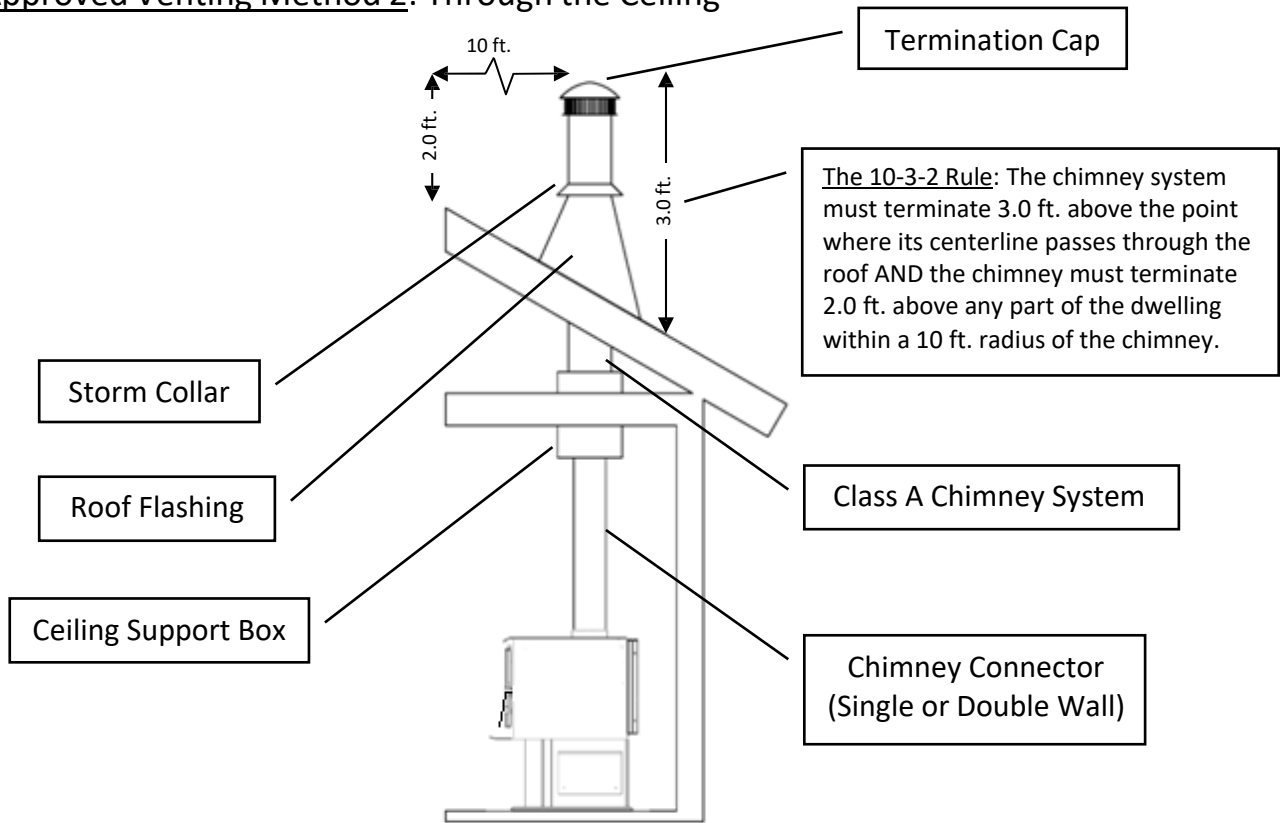 Approved Venting Method 2: Through the Ceiling
10 ft.
Termination Cap
2.0 ft.
3.0 ft.
The 10-3-2 Rule: The chimney system
must terminate 3.0 ft. above the point
where its centerline passes through the
roof AND the chimney must terminate
2.0 ft. above any part of the dwelling
within a 10 ft. radius of the chimney.
Storm Collar
Roof Flashing
Class A Chimney System
Ceiling Support Box
Chimney Connector
(Single or Double Wall)